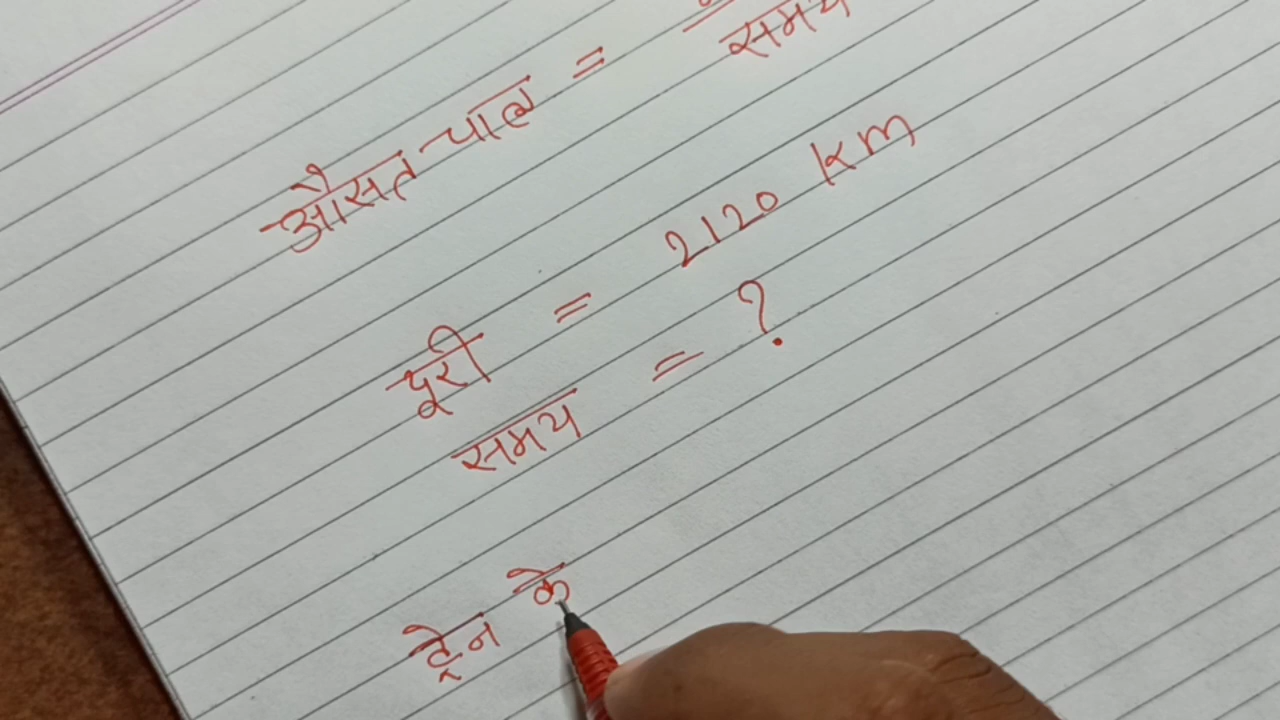 औसत चाल = समय
दूरी = 2120 km
समय = ?
ट्रेन के